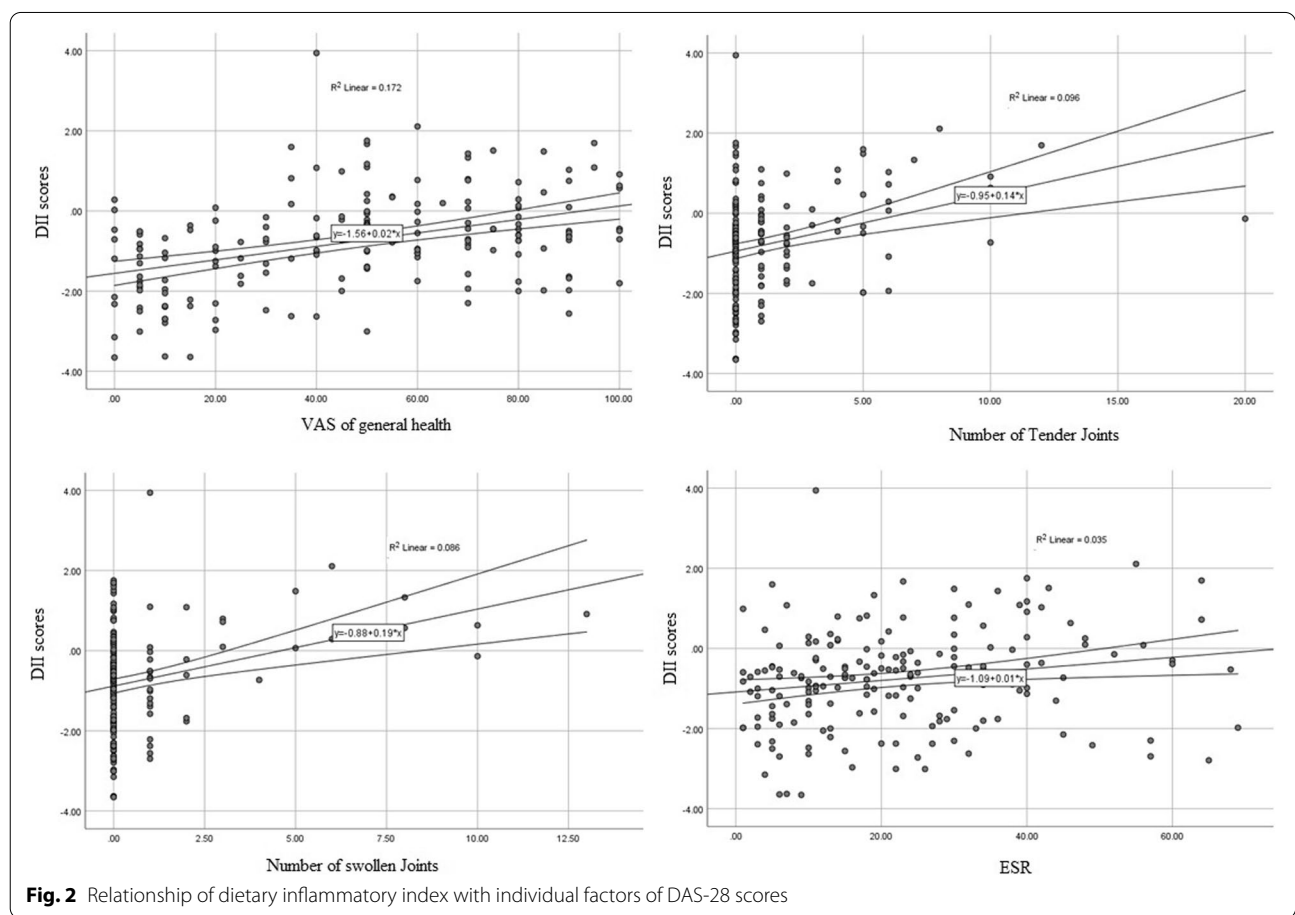 4.00
2.00
.00
-2.00
-4.00
DII scores
R² Linear = 0.172
y=-1.56+0.02*x
.00 20.00 40.00 60.00 80.00 100.00
VAS of general health
4.00
2.00
.00
-2.00
-4.00
DII scores
R² Linear = 0.096
y=-0.95+0.14*x
.00 5.00 10.00 15.00 20.00
Number of Tender Joints
4.00
2.00
.00
-2.00
-4.00
DII scores
R² Linear = 0.086
y=-0.88+0.19*x
.00 2.50 5.00 7.50 10.00 12.50
Number of swollen Joints
4.00
2.00
.00
-2.00
-4.00
DII scores
R² Linear = 0.035
y=-1.09+0.01*x
.00 20.00 40.00 60.00
ESR
Fig. 2 Relationship of dietary inflammatory index with individual factors of DAS-28 scores